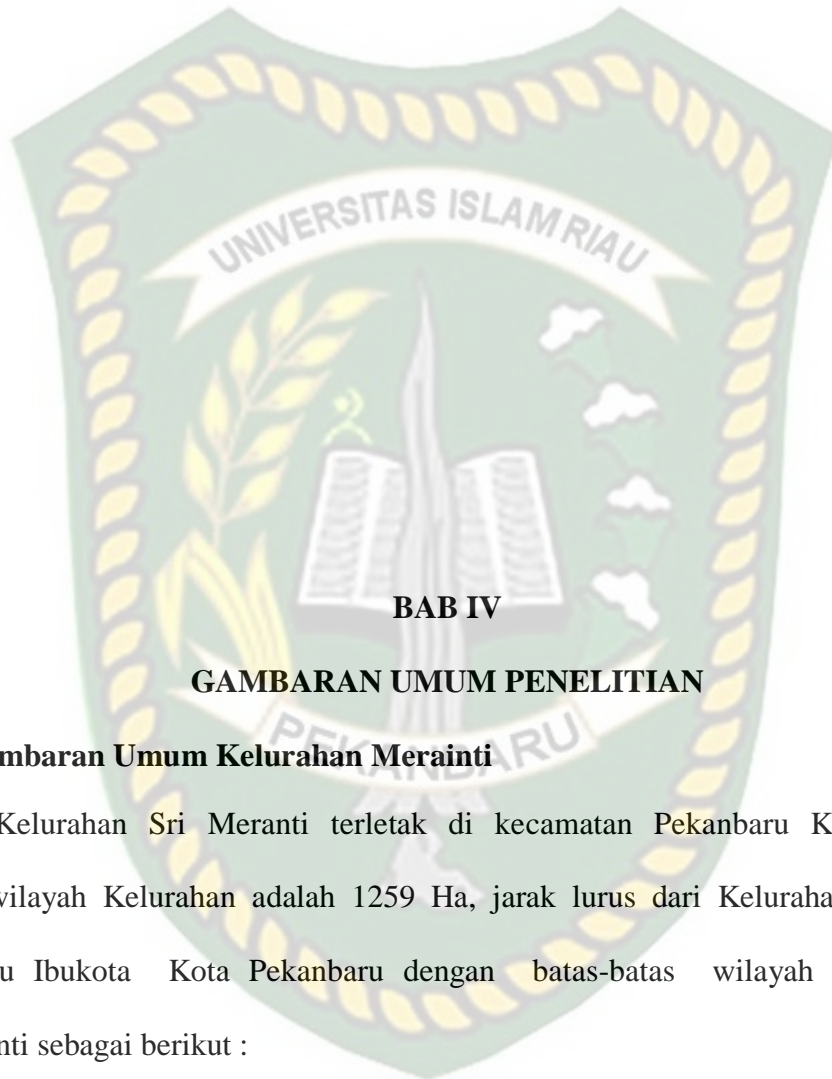 UNIVERSITAS ISLAM RIAU
BAB IV
GAMBARAN UMUM PENELITIAN
PEKANBARU
mbaran Umum Kelurahan Merainti
Kelurahan Sri Meranti terletak di kecamatan Pekanbaru K
wilayah Kelurahan adalah 1259 Ha, jarak lurus dari Keluraha
u Ibukota Kota Pekanbaru dengan batas-batas wilayah
nti sebagai berikut :